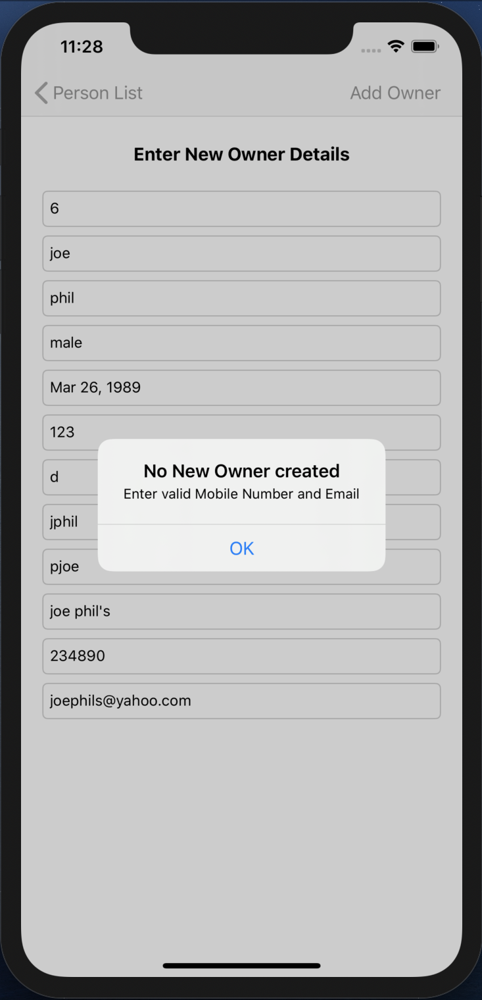 11:28
Person List
Add Owner
Enter New Owner Details
6
joe
phil
male
Mar 26, 1989
123
No New Owner created
d
Enter valid Mobile Number and Email
jphil
OK
pjoe
joe phil's
234890
joephils@yahoo.com